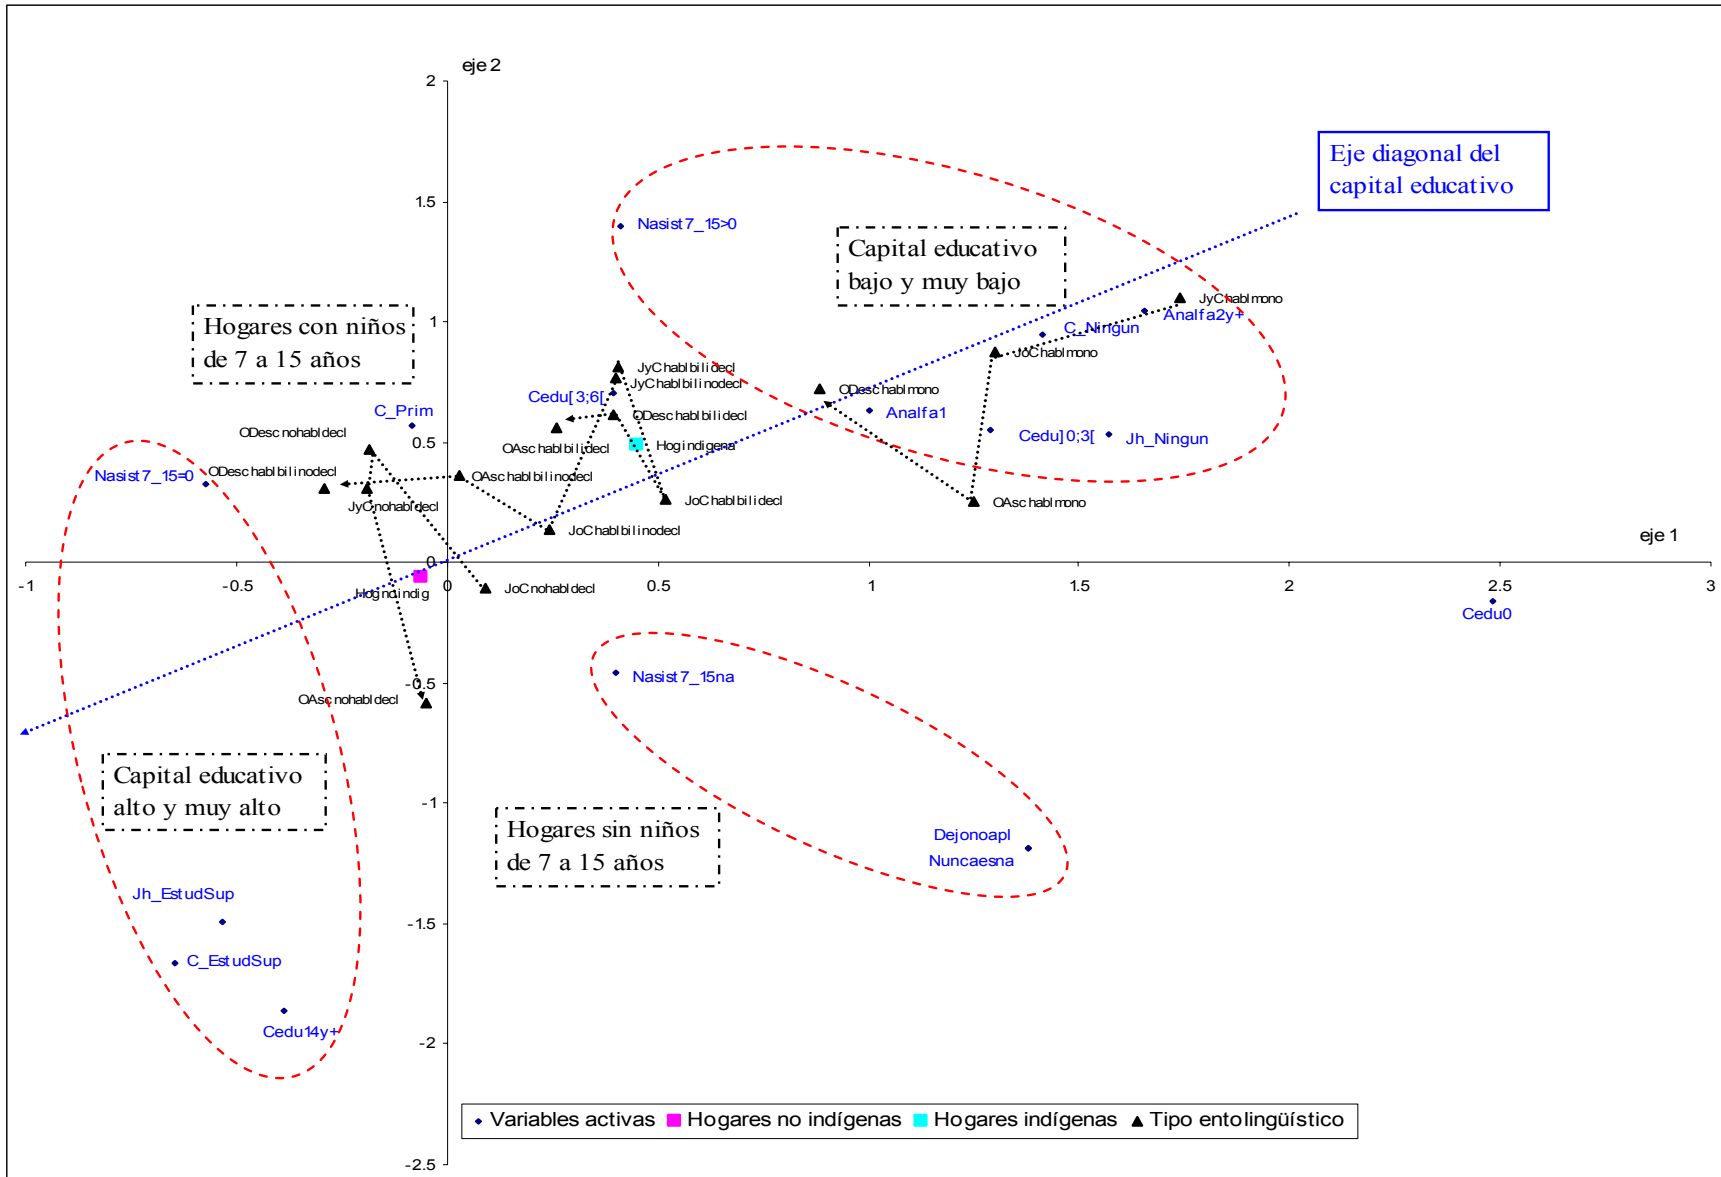 eje 2
2
1.5
1
0.5
0
-0.5
-1
-1.5
-2
-2.5
-1
-0.5
0
0.5
1
1.5
2
2.5
3
eje 1
Eje diagonal del
capital educativo
Nasist7_15>0
Capital educativo
bajo y muy bajo
JyChablmono
Analfa2y+
C_Ningun
JoChablmono
Hogares con niños
de 7 a 15 años
JyChablbilidecl
JyChablbilinodecl
Cedu[3;6[
ODeschablmono
Analfa1
C_Prim
ODeschablbilidecl
Cedu]0;3[
Jh_Ningun
ODescnohabldecl
OAschablbilidecl
Hogindigena
Nasist7_15=0
ODeschablbilinodecl
OAschablbilinodecl
JyCnohabldecl
JoChablbilidecl
OAschablmono
JoChablbilinodecl
Hognoindig
JoCnohabldecl
Cedu0
Nasist7_15na
OAscnohabldecl
Capital educativo
alto y muy alto
Hogares sin niños
de 7 a 15 años
Dejonoapl
Nuncaesna
Jh_EstudSup
C_EstudSup
Cedu14y+
Variables activas
Hogares no indígenas
Hogares indígenas
Tipo entolingüístico